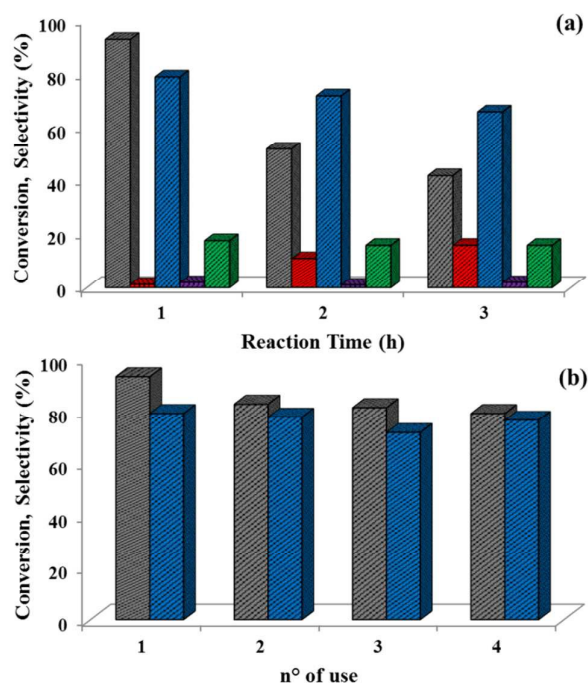 (a)
Conversion, Selectivity (%)
100
80
60
40
20
0
1 2 3
Reaction Time (h)
(b)
Conversion, Selectivity (%)
100
80
60
40
20
0
1 2 3 4
n° of use